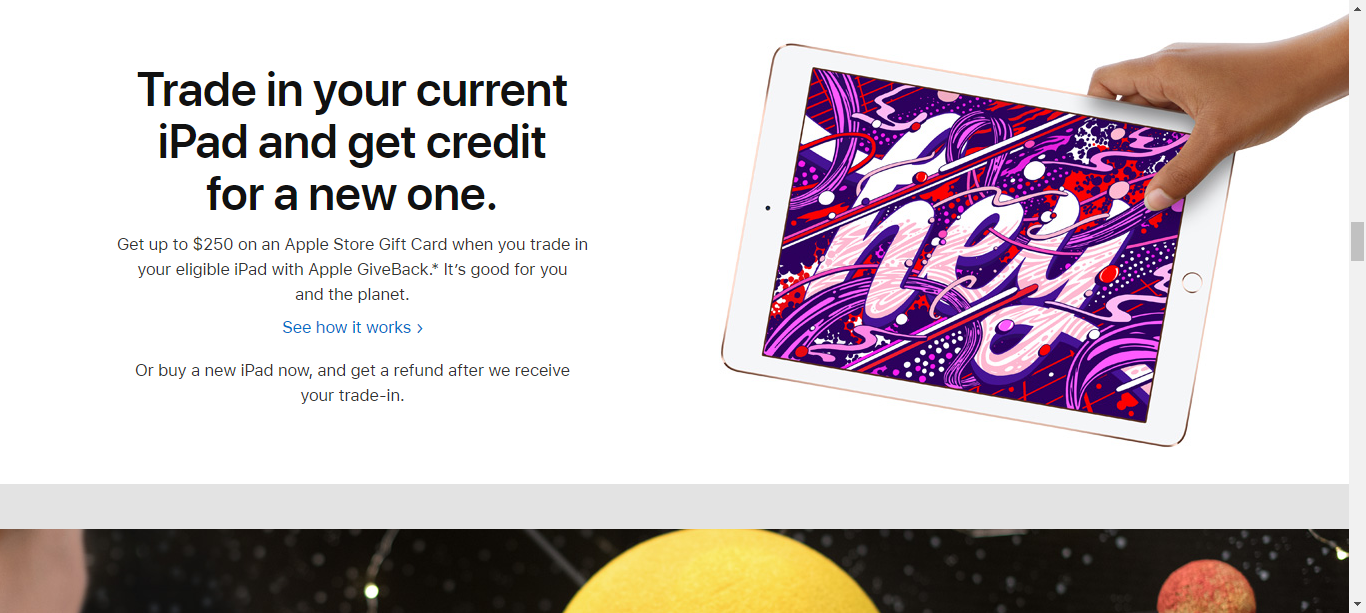 Trade in your current
iPad and get credit
for a new one.
Get up to $250 on an Apple Store Gift Card when you trade in
your eligible iPad with Apple GiveBack.* It’s good for you
and the planet.
See how it works ›
Or buy a new iPad now, and get a refund after we receive
your trade-in.
hey